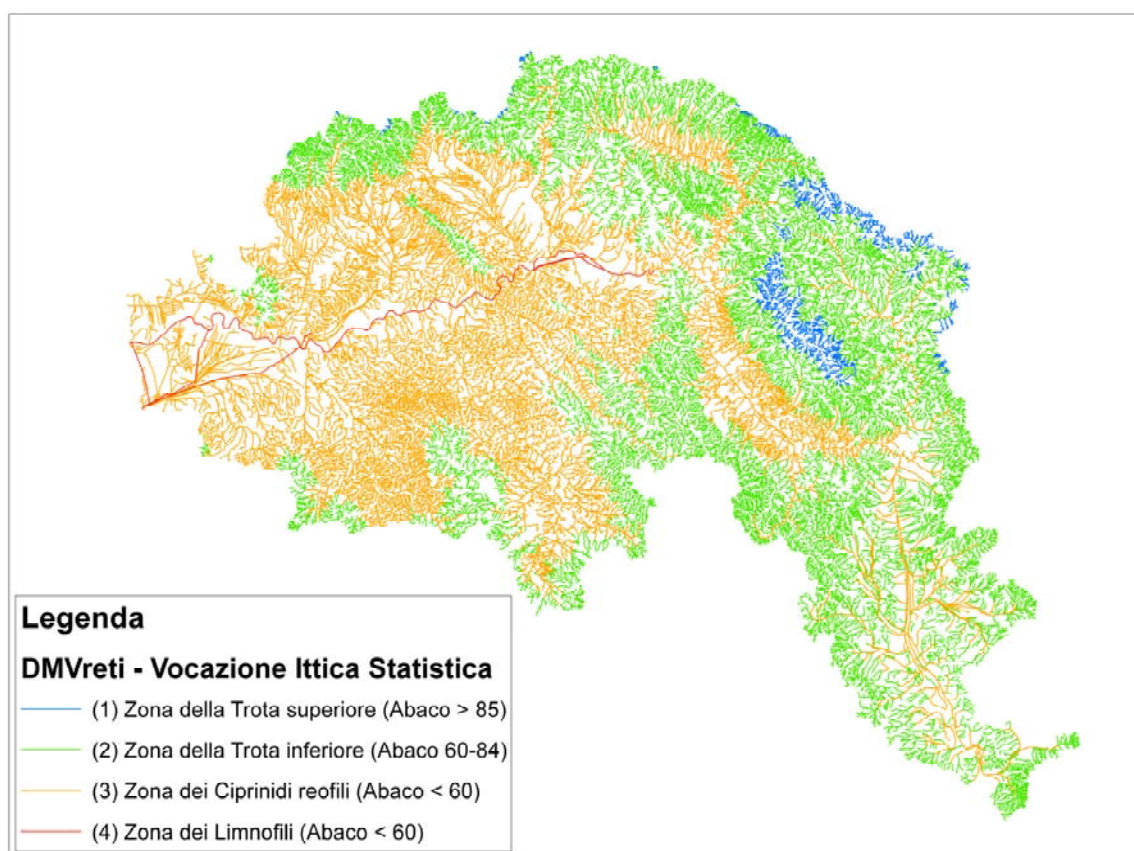 Legenda
DMVreti - Vocazione Ittica Statistica
(1) Zona della Trota superiore (Abaco > 85)
(2) Zona della Trota inferiore (Abaco 60-84)
(3) Zona dei Ciprinidi reofili (Abaco < 60)
(4) Zona dei Limnofili (Abaco < 60)